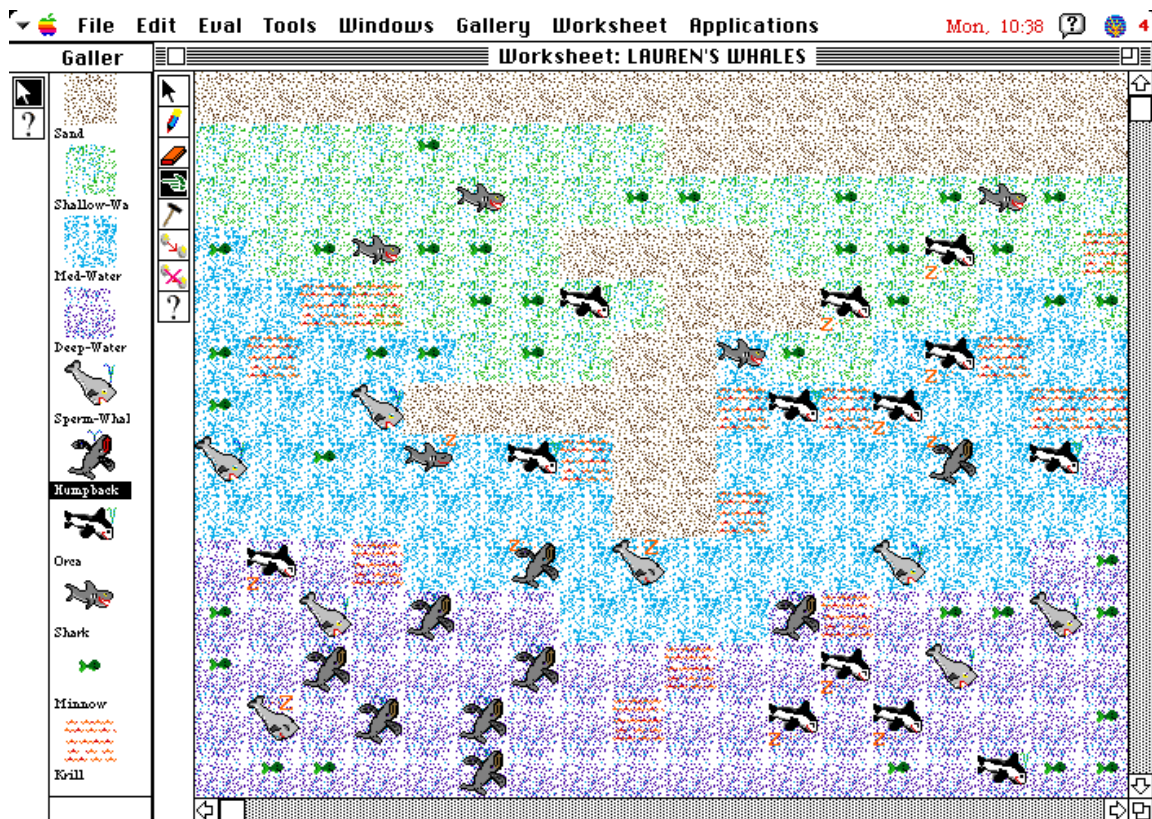 File Edit Eval Tools Windows Gallery Worksheet Applications Mon, 10:38 ? 4
Galler
Worksheet: LAUREN'S WHALES
?
Sand
Shallow-Wa
Med-Water
Deep-Water
Sperm-Whal
Humpback
Orca
Shark
Minnow
Krill
?
Z
Z
Z
Z
Z
Z
Z
Z
Z
Z
Z
Z
Z